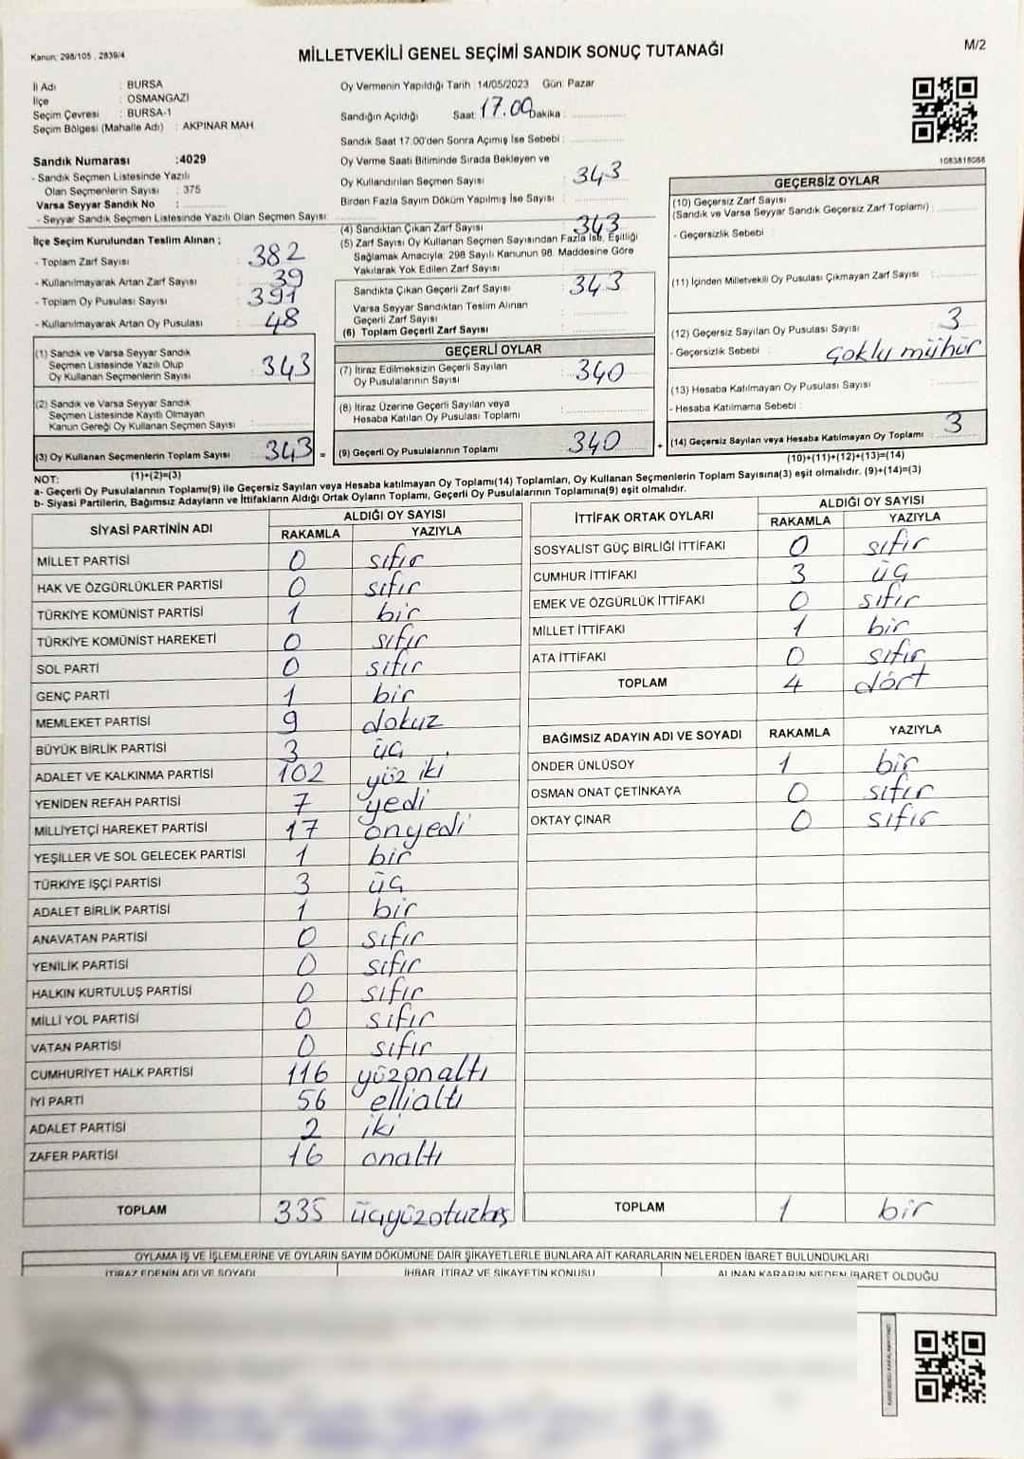 Kanun: 298/105 , 2839/4
MİLLETVEKİLİ GENEL SEÇİMİ SANDIK SONUÇ TUTANAĞI
M/2
İl Adı : BURSA
İlçe : OSMANGAZİ
Seçim Çevresi : BURSA-1
Seçim Bölgesi (Mahalle Adı) : AKPINAR MAH
Sandık Numarası :4029
- Sandık Seçmen Listesinde Yazılı
Olan Seçmenlerin Sayısı : 375
Varsa Seyyar Sandık No :
- Seyyar Sandık Seçmen Listesinde Yazılı Olan Seçmen Sayısı
İlçe Seçim Kurulundan Teslim Alınan ;
- Toplam Zarf Sayısı : 382
- Kullanılmayarak Artan Zarf Sayısı : 39
- Toplam Oy Pusulası Sayısı : 391
- Kullanılmayarak Artan Oy Pusulası : 48
(1) Sandık ve Varsa Seyyar Sandık
Seçmen Listesinde Yazılı Olup
Oy Kullanan Seçmenlerin Sayısı : 343
(2) Sandık ve Varsa Seyyar Sandık
Seçmen Listesinde Kayıtlı Olmayan
Kanun Gereği Oy Kullanan Seçmen Sayısı :
(3) Oy Kullanan Seçmenlerin Toplam Sayısı : 343 =
(1)+(2)=(3)
Oy Vermenin Yapıldığı Tarih : 14/05/2023 Gün: Pazar
Sandığın Açıldığı Saat: 17.00 Dakika :
Sandık Saat 17:00'den Sonra Açımış İse Sebebi :
Oy Verme Saati Bitiminde Sırada Bekleyen ve
Oy Kullandırılan Seçmen Sayısı : 343
Birden Fazla Sayım Döküm Yapılmış İse Sayısı :
(4) Sandıktan Çıkan Zarf Sayısı : 343
(5) Zarf Sayısı Oy Kullanan Seçmen Sayısından Fazla İse, Eşitliği
Sağlamak Amacıyla; 298 Sayılı Kanunun 98. Maddesine Göre
Yakılarak Yok Edilen Zarf Sayısı :
Sandıkta Çıkan Geçerli Zarf Sayısı : 343
Varsa Seyyar Sandıktan Teslim Alınan
Geçerli Zarf Sayısı :
(6) Toplam Geçerli Zarf Sayısı :
GEÇERLİ OYLAR
(7) İtiraz Edilmeksizin Geçerli Sayılan
Oy Pusulalarının Sayısı : 340
(8) İtiraz Üzerine Geçerli Sayılan veya
Hesaba Katılan Oy Pusulası Toplamı :
(9) Geçerli Oy Pusulalarının Toplamı : 340 +
1083818088
GEÇERSİZ OYLAR
(10) Geçersiz Zarf Sayısı
(Sandık ve Varsa Seyyar Sandık Geçersiz Zarf Toplamı) :
- Geçersizlik Sebebi :
(11) İçinden Milletvekili Oy Pusulası Çıkmayan Zarf Sayısı :
(12) Geçersiz Sayılan Oy Pusulası Sayısı : 3
- Geçersizlik Sebebi : çoklu mühür
(13) Hesaba Katılmayan Oy Pusulası Sayısı :
- Hesaba Katılmama Sebebi :
(14) Geçersiz Sayılan veya Hesaba Katılmayan Oy Toplamı : 3
(10)+(11)+(12)+(13)=(14)
NOT:
a- Geçerli Oy Pusulalarının Toplamı(9) ile Geçersiz Sayılan veya Hesaba katılmayan Oy Toplamı(14) Toplamları, Oy Kullanan Seçmenlerin Toplam Sayısına(3) eşit olmalıdır. (9)+(14)=(3)
b- Siyasi Partilerin, Bağımsız Adayların ve İttifakların Aldığı Ortak Oyların Toplamı, Geçerli Oy Pusulalarının Toplamına(9) eşit olmalıdır.
SİYASİ PARTİNİN ADI ALDIĞI OY SAYISI
RAKAMLA YAZIYLA
MİLLET PARTİSİ 0 sıfır
HAK VE ÖZGÜRLÜKLER PARTİSİ 0 sıfır
TÜRKİYE KOMÜNİST PARTİSİ 1 bir
TÜRKİYE KOMÜNİST HAREKETİ 0 sıfır
SOL PARTİ 0 sıfır
GENÇ PARTİ 1 bir
MEMLEKET PARTİSİ 9 dokuz
BÜYÜK BİRLİK PARTİSİ 3 üç
ADALET VE KALKINMA PARTİSİ 102 yüz iki
YENİDEN REFAH PARTİSİ 7 yedi
MİLLİYETÇİ HAREKET PARTİSİ 17 onyedi
YEŞİLLER VE SOL GELECEK PARTİSİ 1 bir
TÜRKİYE İŞÇİ PARTİSİ 3 üç
ADALET BİRLİK PARTİSİ 1 bir
ANAVATAN PARTİSİ 0 sıfır
YENİLİK PARTİSİ 0 sıfır
HALKIN KURTULUŞ PARTİSİ 0 sıfır
MİLLİ YOL PARTİSİ 0 sıfır
VATAN PARTİSİ 0 sıfır
CUMHURİYET HALK PARTİSİ 116 yüzonaltı
İYİ PARTİ 56 ellialtı
ADALET PARTİSİ 2 iki
ZAFER PARTİSİ 16 onaltı
TOPLAM 335 üçyüzotuzbeş
İTTİFAK ORTAK OYLARI ALDIĞI OY SAYISI
RAKAMLA YAZIYLA
SOSYALİST GÜÇ BİRLİĞİ İTTİFAKI 0 sıfır
CUMHUR İTTİFAKI 3 üç
EMEK VE ÖZGÜRLÜK İTTİFAKI 0 sıfır
MİLLET İTTİFAKI 1 bir
ATA İTTİFAKI 0 sıfır
TOPLAM 4 dört
BAĞIMSIZ ADAYIN ADI VE SOYADI RAKAMLA YAZIYLA
ÖNDER ÜNLÜSOY 1 bir
OSMAN ONAT ÇETİNKAYA 0 sıfır
OKTAY ÇINAR 0 sıfır
TOPLAM 1 bir
OYLAMA İŞ VE İŞLEMLERİNE VE OYLARIN SAYIM DÖKÜMÜNE DAİR ŞİKAYETLERLE BUNLARA AİT KARARLARIN NELERDEN İBARET BULUNDUKLARI
İTİRAZ EDENİN ADI VE SOYADI İHBAR, İTİRAZ VE ŞİKAYETİN KONUSU ALINAN KARARIN NEDEN İBARET OLDUĞU